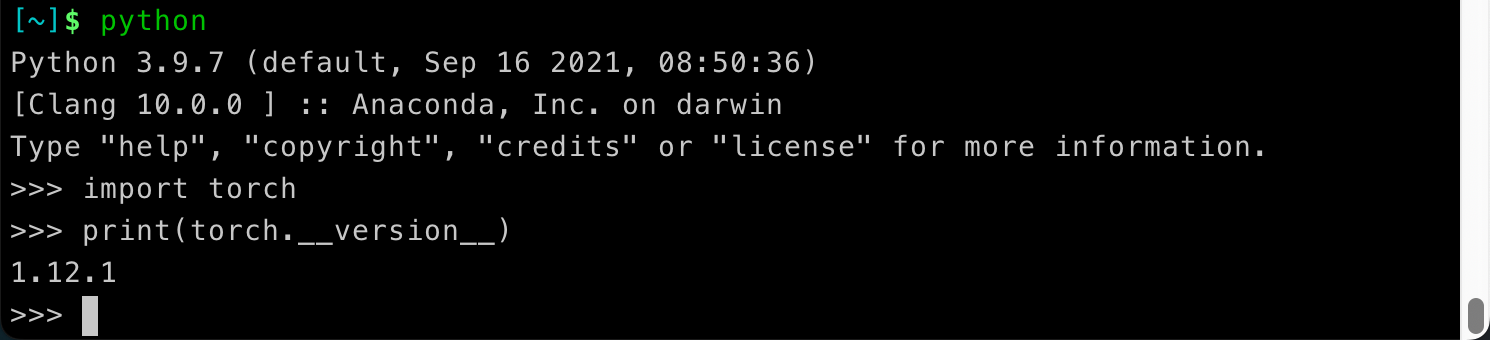 [~]$ python
Python 3.9.7 (default, Sep 16 2021, 08:50:36)
[Clang 10.0.0 ] :: Anaconda, Inc. on darwin
Type "help", "copyright", "credits" or "license" for more information.
>>> import torch
>>> print(torch.__version__)
1.12.1
>>>